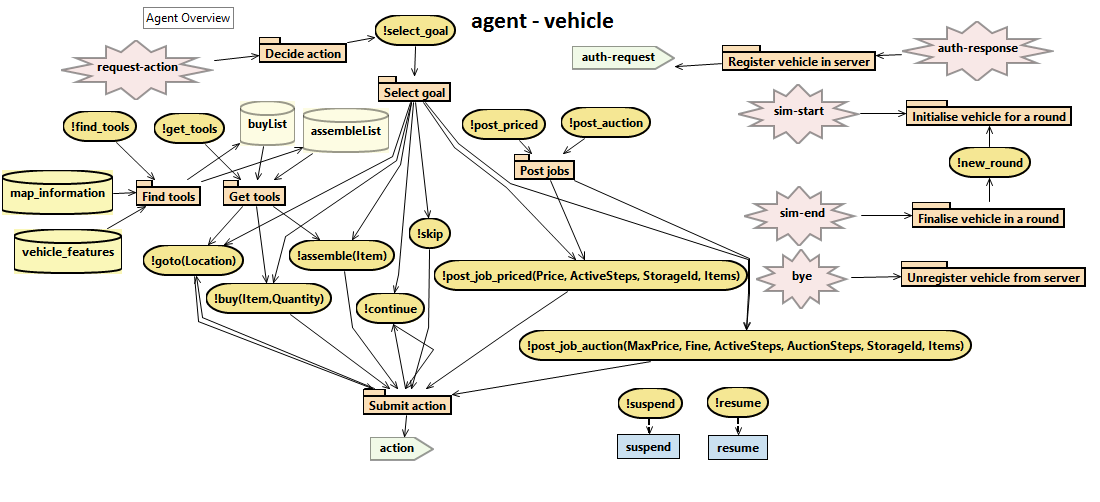 Agent Overview
agent - vehicle
!select_goal
Decide action
request-action
auth-request
Register vehicle in server
auth-response
Select goal
!find_tools
!get_tools
buyList
assembleList
!post_priced
!post_auction
sim-start
Initialise vehicle for a round
Post jobs
!new_round
map_information
Find tools
Get tools
sim-end
Finalise vehicle in a round
vehicle_features
!goto(Location)
!assemble(Item)
!skip
!post_job_priced(Price, ActiveSteps, StorageId, Items)
bye
Unregister vehicle from server
!buy(Item,Quantity)
!continue
!post_job_auction(MaxPrice, Fine, ActiveSteps, AuctionSteps, StorageId, Items)
Submit action
!suspend
!resume
action
suspend
resume